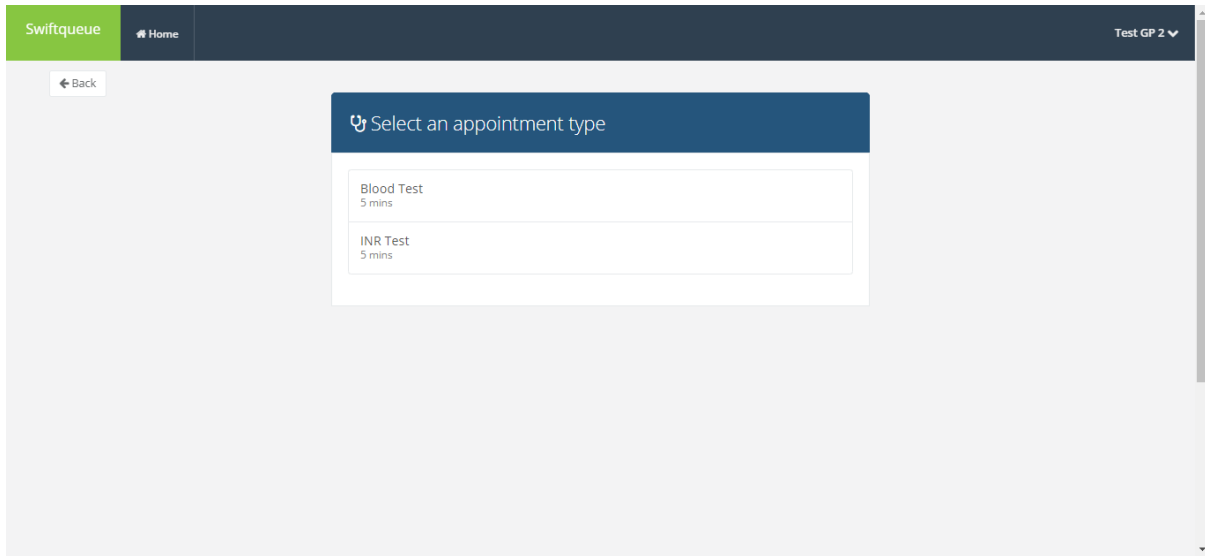 Swiftqueue
Home
Test GP 2
Back
Select an appointment type
Blood Test
5 mins
INR Test
5 mins